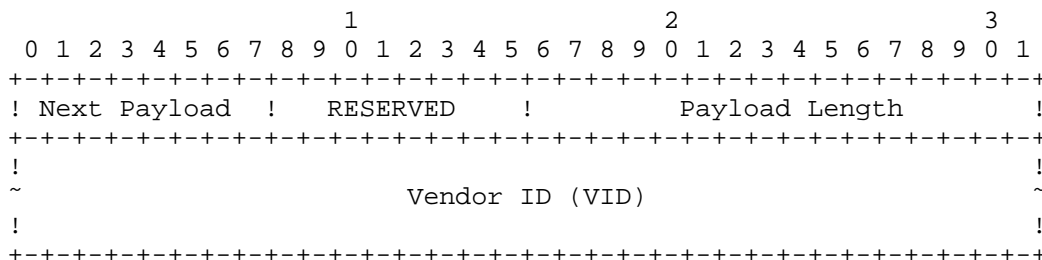 1                   2                   3
 0 1 2 3 4 5 6 7 8 9 0 1 2 3 4 5 6 7 8 9 0 1 2 3 4 5 6 7 8 9 0 1
+-+-+-+-+-+-+-+-+-+-+-+-+-+-+-+-+-+-+-+-+-+-+-+-+-+-+-+-+-+-+-+-+
! Next Payload  !   RESERVED    !         Payload Length        !
+-+-+-+-+-+-+-+-+-+-+-+-+-+-+-+-+-+-+-+-+-+-+-+-+-+-+-+-+-+-+-+-+
!                                                               !
~                        Vendor ID (VID)                        ~
!                                                               !
+-+-+-+-+-+-+-+-+-+-+-+-+-+-+-+-+-+-+-+-+-+-+-+-+-+-+-+-+-+-+-+-+